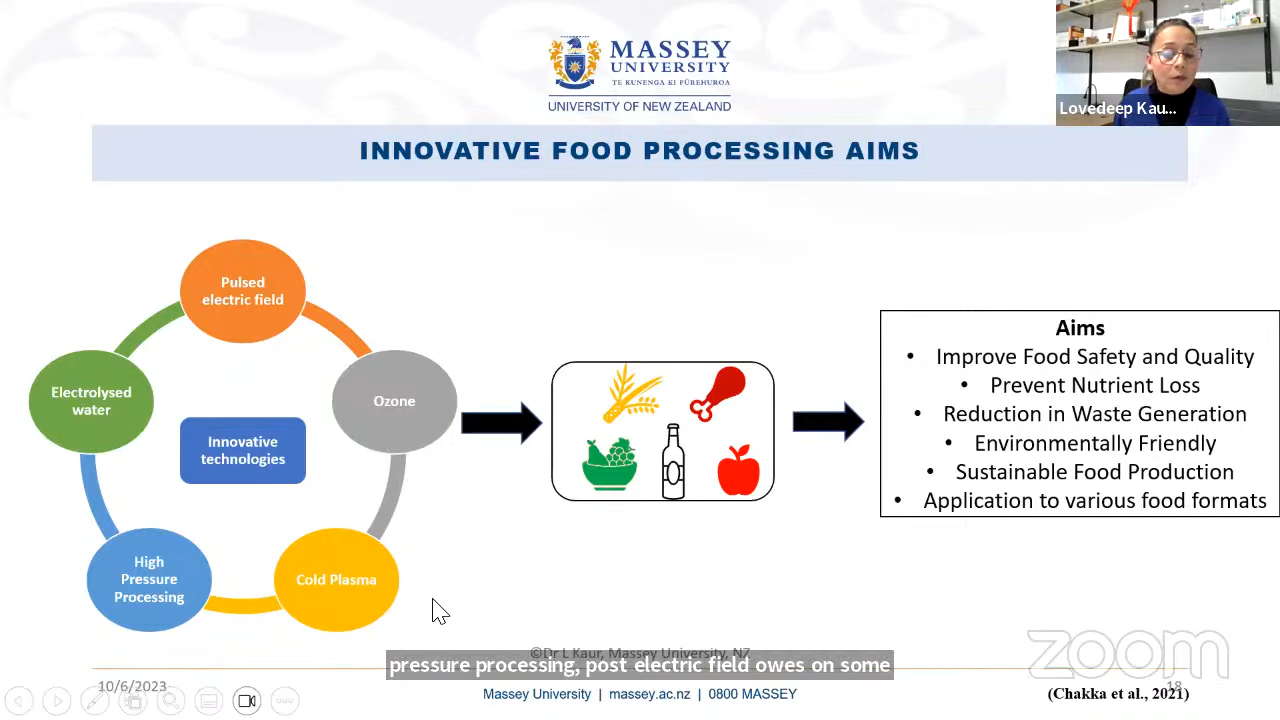 MASSEY
UNIVERSITY
TE KUNENGA KI PŪREHUROA
UNIVERSITY OF NEW ZEALAND
Lovedeep Kau...
INNOVATIVE FOOD PROCESSING AIMS
Pulsed
electric field
Electrolysed
water
Ozone
Innovative
technologies
High
Pressure
Processing
Cold Plasma
Aims
• Improve Food Safety and Quality
• Prevent Nutrient Loss
• Reduction in Waste Generation
• Environmentally Friendly
• Sustainable Food Production
• Application to various food formats
zoom
©Dr L Kaur, Massey University, NZ
pressure processing, post electric field owes on some
10/6/2023
Massey University | massey.ac.nz | 0800 MASSEY
18
(Chakka et al., 2021)